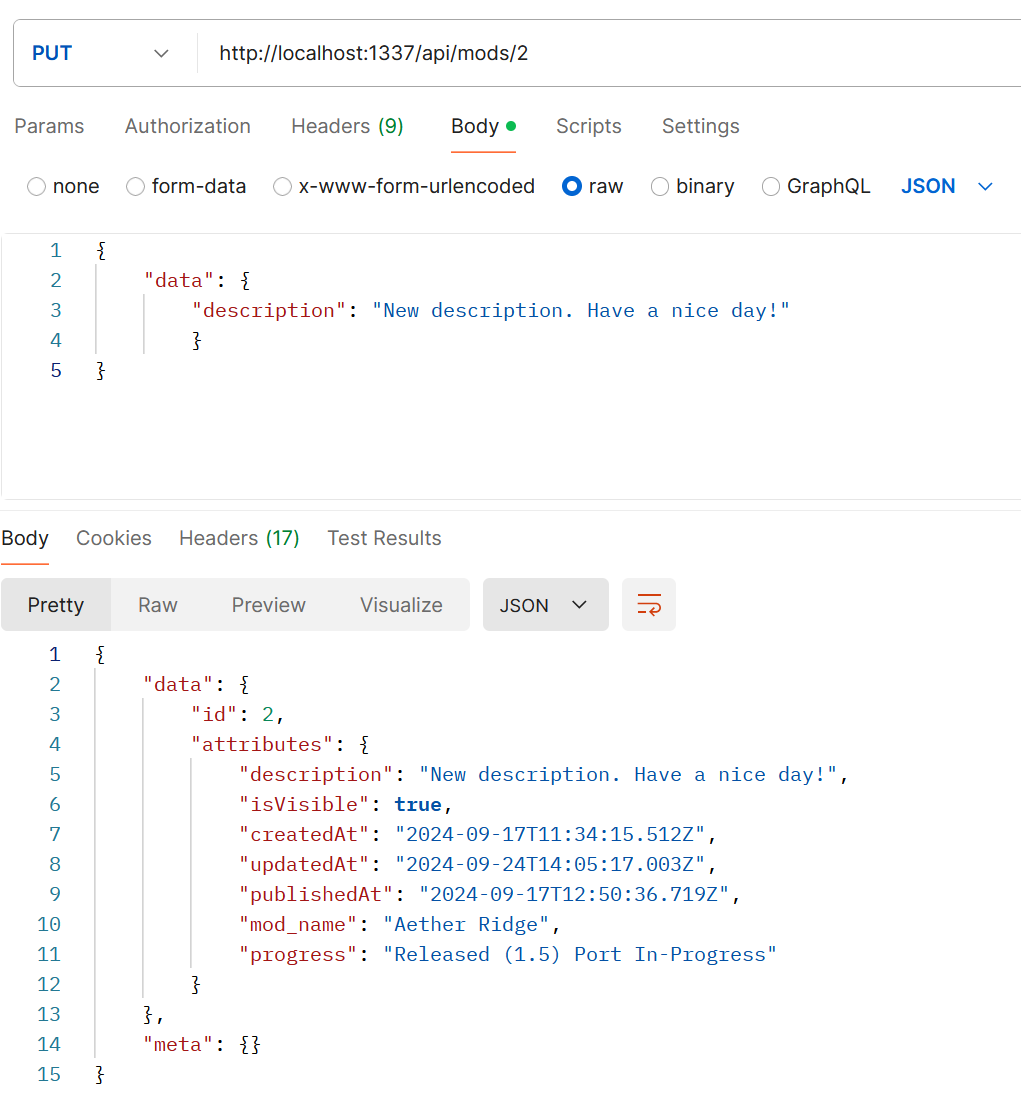 PUT http://localhost:1337/api/mods/2
Params Authorization Headers (9) Body Scripts Settings
none form-data x-www-form-urlencoded raw binary GraphQL JSON
1 {
2 "data": {
3 "description": "New description. Have a nice day!"
4 }
5 }
Body Cookies Headers (17) Test Results
Pretty Raw Preview Visualize JSON
1 {
2 "data": {
3 "id": 2,
4 "attributes": {
5 "description": "New description. Have a nice day!",
6 "isVisible": true,
7 "createdAt": "2024-09-17T11:34:15.512Z",
8 "updatedAt": "2024-09-24T14:05:17.003Z",
9 "publishedAt": "2024-09-17T12:50:36.719Z",
10 "mod_name": "Aether Ridge",
11 "progress": "Released (1.5) Port In-Progress"
12 }
13 },
14 "meta": {}
15 }